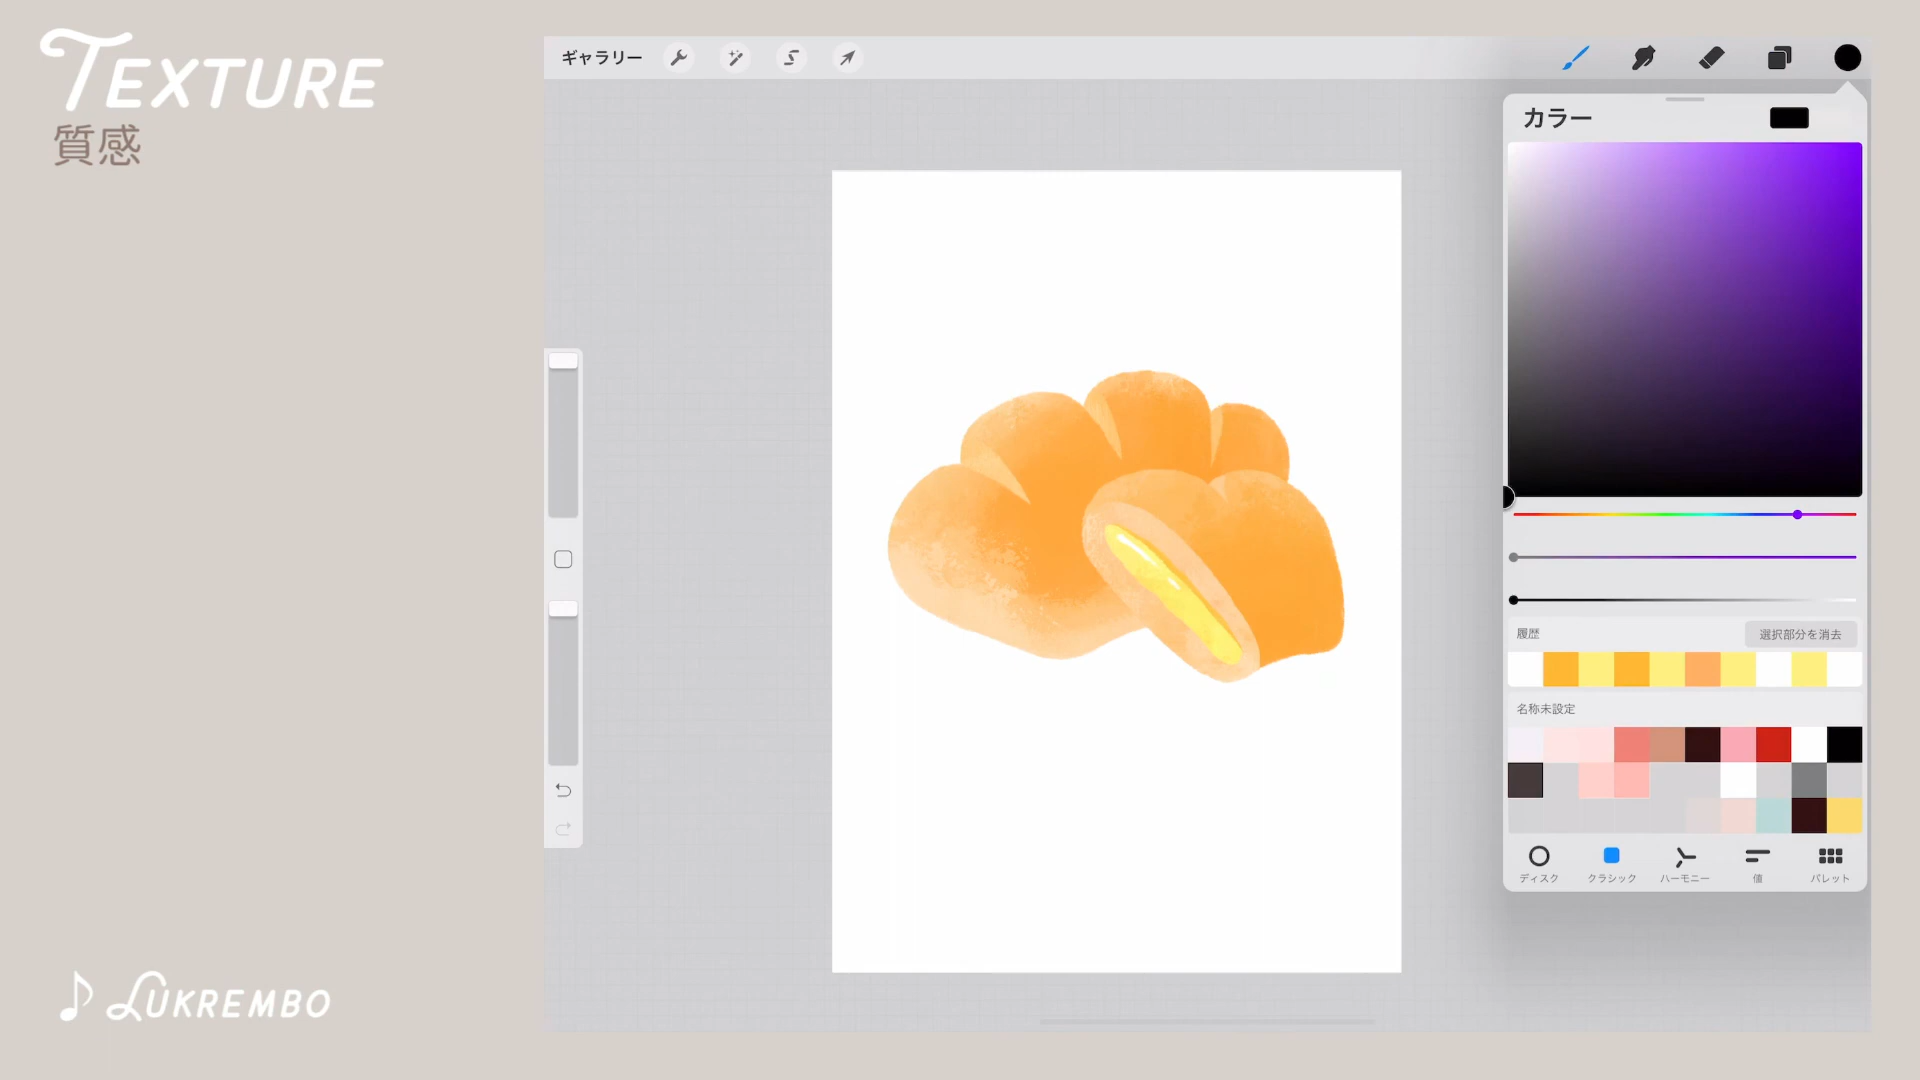 TEXTURE
質感
ギャラリー
カラー
履歴
選択部分を消去
名称未設定
ディスク
クラシック
ハーモニー
値
パレット
♪ LUKREMBO